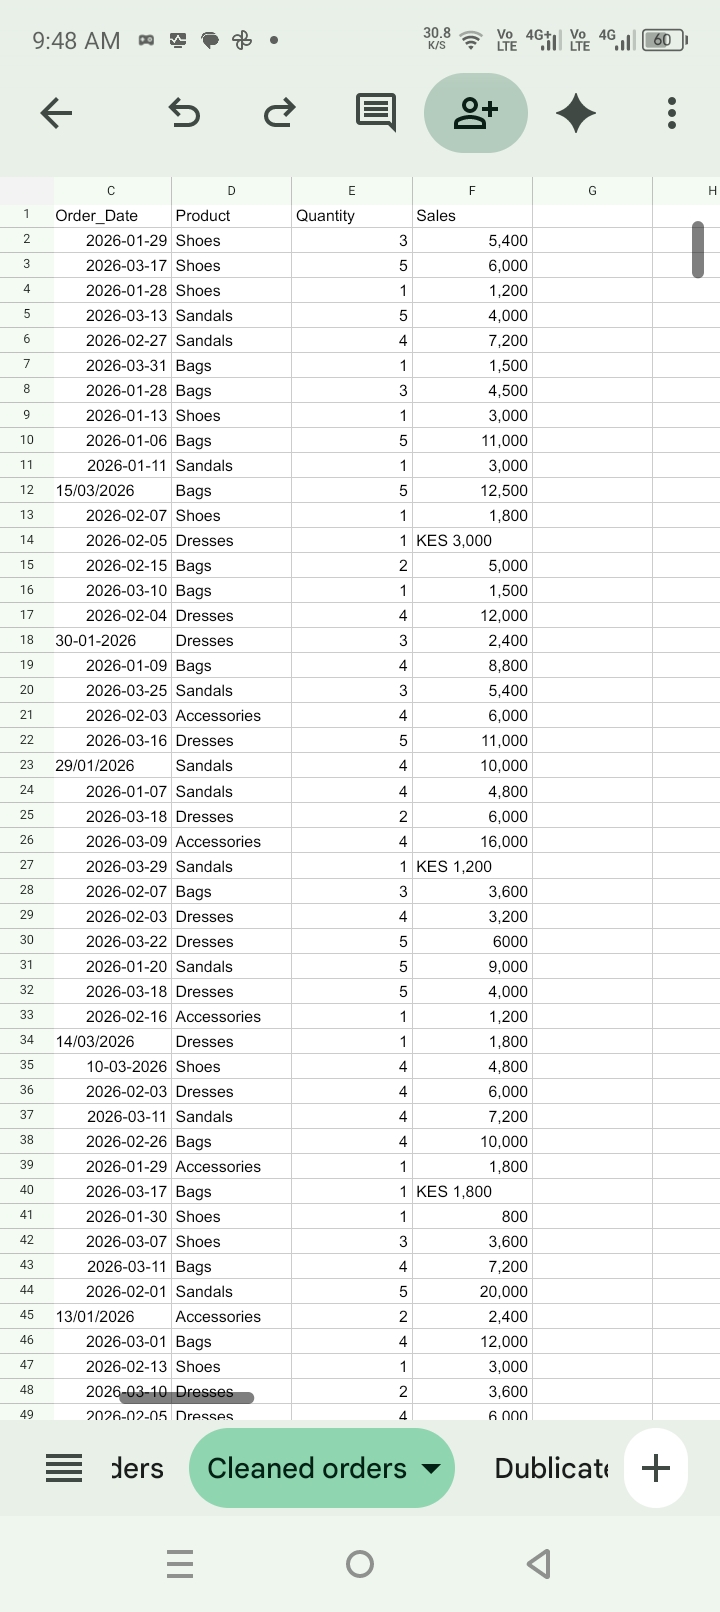 9:48 AM 30.8 K/S Vo LTE 4G+ Vo LTE 4G 60
C D E F G H
1 Order_Date Product Quantity Sales
2 2026-01-29 Shoes 3 5,400
3 2026-03-17 Shoes 5 6,000
4 2026-01-28 Shoes 1 1,200
5 2026-03-13 Sandals 5 4,000
6 2026-02-27 Sandals 4 7,200
7 2026-03-31 Bags 1 1,500
8 2026-01-28 Bags 3 4,500
9 2026-01-13 Shoes 1 3,000
10 2026-01-06 Bags 5 11,000
11 2026-01-11 Sandals 1 3,000
12 15/03/2026 Bags 5 12,500
13 2026-02-07 Shoes 1 1,800
14 2026-02-05 Dresses 1 KES 3,000
15 2026-02-15 Bags 2 5,000
16 2026-03-10 Bags 1 1,500
17 2026-02-04 Dresses 4 12,000
18 30-01-2026 Dresses 3 2,400
19 2026-01-09 Bags 4 8,800
20 2026-03-25 Sandals 3 5,400
21 2026-02-03 Accessories 4 6,000
22 2026-03-16 Dresses 5 11,000
23 29/01/2026 Sandals 4 10,000
24 2026-01-07 Sandals 4 4,800
25 2026-03-18 Dresses 2 6,000
26 2026-03-09 Accessories 4 16,000
27 2026-03-29 Sandals 1 KES 1,200
28 2026-02-07 Bags 3 3,600
29 2026-02-03 Dresses 4 3,200
30 2026-03-22 Dresses 5 6000
31 2026-01-20 Sandals 5 9,000
32 2026-03-18 Dresses 5 4,000
33 2026-02-16 Accessories 1 1,200
34 14/03/2026 Dresses 1 1,800
35 10-03-2026 Shoes 4 4,800
36 2026-02-03 Dresses 4 6,000
37 2026-03-11 Sandals 4 7,200
38 2026-02-26 Bags 4 10,000
39 2026-01-29 Accessories 1 1,800
40 2026-03-17 Bags 1 KES 1,800
41 2026-01-30 Shoes 1 800
42 2026-03-07 Shoes 3 3,600
43 2026-03-11 Bags 4 7,200
44 2026-02-01 Sandals 5 20,000
45 13/01/2026 Accessories 2 2,400
46 2026-03-01 Bags 4 12,000
47 2026-02-13 Shoes 1 3,000
48 2026-03-10 Dresses 2 3,600
49 2026-02-05 Dresses 4 6,000
ders Cleaned orders Dublicate